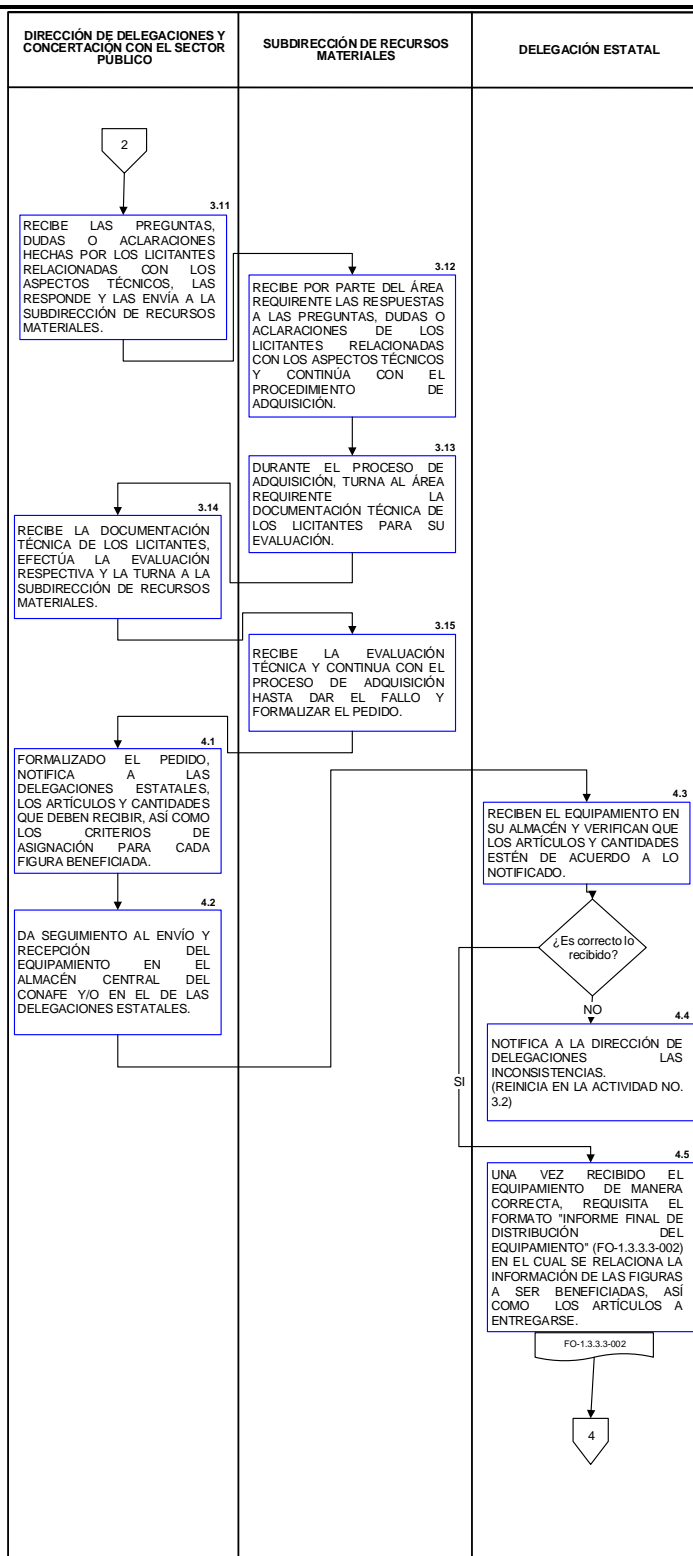 DIRECCIÓN DE DELEGACIONES Y
CONCERTACIÓN CON EL SECTOR
PÚBLICO
SUBDIRECCIÓN DE RECURSOS
MATERIALES
DELEGACIÓN ESTATAL
2
3.11
RECIBE LAS PREGUNTAS,
DUDAS O ACLARACIONES
HECHAS POR LOS LICITANTES
RELACIONADAS CON LOS
ASPECTOS TÉCNICOS, LAS
RESPONDE Y LAS ENVÍA A LA
SUBDIRECCIÓN DE RECURSOS
MATERIALES.
3.12
RECIBE POR PARTE DEL ÁREA
REQUIRENTE LAS RESPUESTAS
A LAS PREGUNTAS, DUDAS O
ACLARACIONES DE LOS
LICITANTES RELACIONADAS
CON LOS ASPECTOS TÉCNICOS
Y CONTINÚA CON EL
PROCEDIMIENTO DE
ADQUISICIÓN.
3.13
DURANTE EL PROCESO DE
ADQUISICIÓN, TURNA AL ÁREA
REQUIRENTE LA
DOCUMENTACIÓN TÉCNICA DE
LOS LICITANTES PARA SU
EVALUACIÓN.
3.14
RECIBE LA DOCUMENTACIÓN
TÉCNICA DE LOS LICITANTES,
EFECTÚA LA EVALUACIÓN
RESPECTIVA Y LA TURNA A LA
SUBDIRECCIÓN DE RECURSOS
MATERIALES.
3.15
RECIBE LA EVALUACIÓN
TÉCNICA Y CONTINUA CON EL
PROCESO DE ADQUISICIÓN
HASTA DAR EL FALLO Y
FORMALIZAR EL PEDIDO.
4.1
FORMALIZADO EL PEDIDO,
NOTIFICA A LAS
DELEGACIONES ESTATALES,
LOS ARTÍCULOS Y CANTIDADES
QUE DEBEN RECIBIR, ASÍ COMO
LOS CRITERIOS DE
ASIGNACIÓN PARA CADA
FIGURA BENEFICIADA.
4.2
DA SEGUIMIENTO AL ENVÍO Y
RECEPCIÓN DEL
EQUIPAMIENTO EN EL
ALMACÉN CENTRAL DEL
CONAFE Y/O EN EL DE LAS
DELEGACIONES ESTATALES.
4.3
RECIBEN EL EQUIPAMIENTO EN
SU ALMACÉN Y VERIFICAN QUE
LOS ARTÍCULOS Y CANTIDADES
ESTÉN DE ACUERDO A LO
NOTIFICADO.
¿Es correcto lo
recibido?
NO
SI
4.4
NOTIFICA A LA DIRECCIÓN DE
DELEGACIONES LAS
INCONSISTENCIAS.
(REINICIA EN LA ACTIVIDAD NO.
3.2)
4.5
UNA VEZ RECIBIDO EL
EQUIPAMIENTO DE MANERA
CORRECTA, REQUISITA EL
FORMATO "INFORME FINAL DE
DISTRIBUCIÓN DEL
EQUIPAMIENTO" (FO-1.3.3.3-002)
EN EL CUAL SE RELACIONA LA
INFORMACIÓN DE LAS FIGURAS
A SER BENEFICIADAS, ASÍ
COMO LOS ARTÍCULOS A
ENTREGARSE.
FO-1.3.3.3-002
4